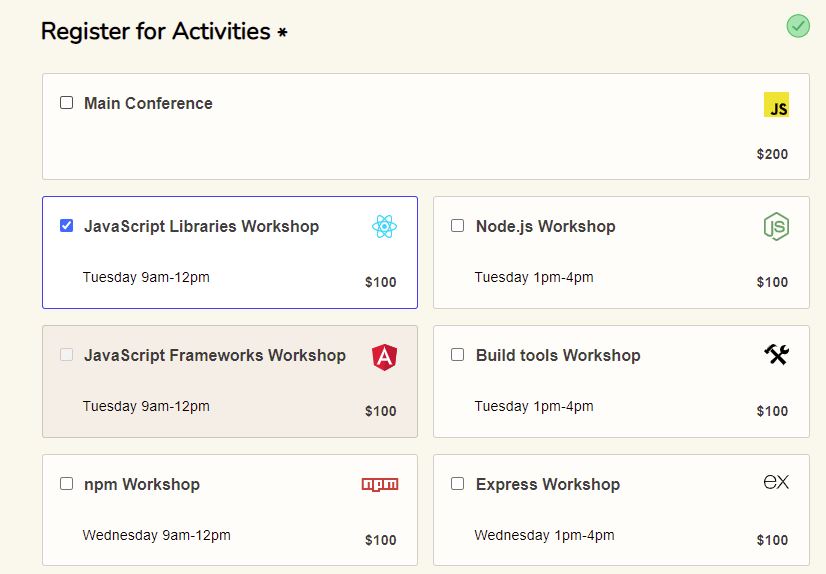 Register for Activities *
Main Conference
JS
$200
JavaScript Libraries Workshop
Tuesday 9am-12pm
$100
Node.js Workshop
JS
Tuesday 1pm-4pm
$100
JavaScript Frameworks Workshop
A
Tuesday 9am-12pm
$100
Build tools Workshop
Tuesday 1pm-4pm
$100
npm Workshop
npm
Wednesday 9am-12pm
$100
Express Workshop
ex
Wednesday 1pm-4pm
$100